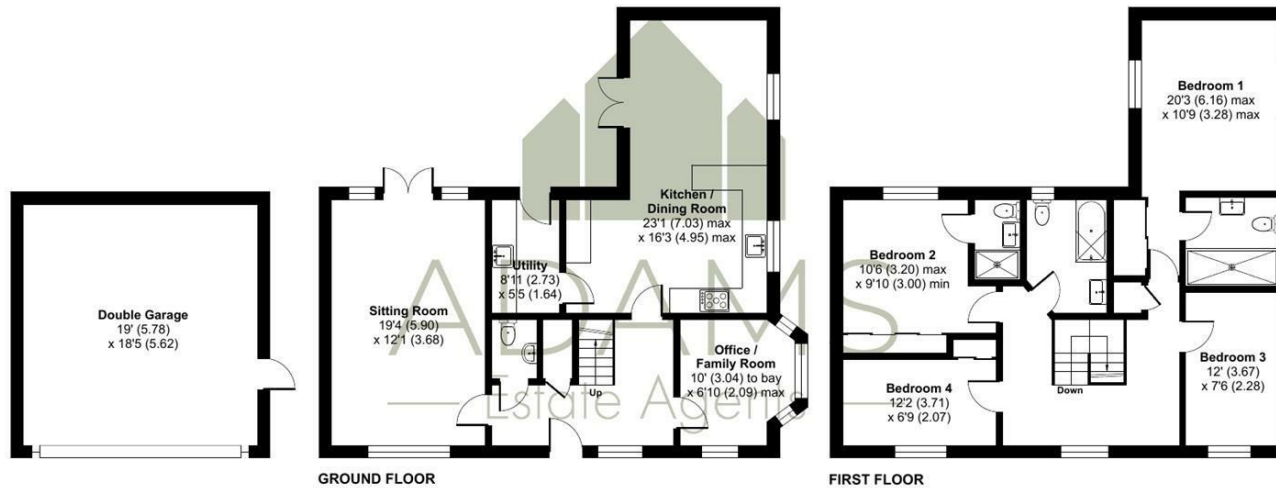 Double Garage
19' (5.78)
x 18'5 (5.62)
Sitting Room
19'4 (5.90)
x 12'1 (3.68)
Utility
8'11 (2.73)
x 5'5 (1.64)
Kitchen /
Dining Room
23'1 (7.03) max
x 16'3 (4.95) max
Office /
Family Room
10' (3.04) to bay
x 6'10 (2.09) max
Up
GROUND FLOOR
ADAMS
Estate Agents
Bedroom 1
20'3 (6.16) max
x 10'9 (3.28) max
Bedroom 2
10'6 (3.20) max
x 9'10 (3.00) min
Bedroom 4
12'2 (3.71)
x 6'9 (2.07)
Down
Bedroom 3
12' (3.67)
x 7'6 (2.28)
FIRST FLOOR